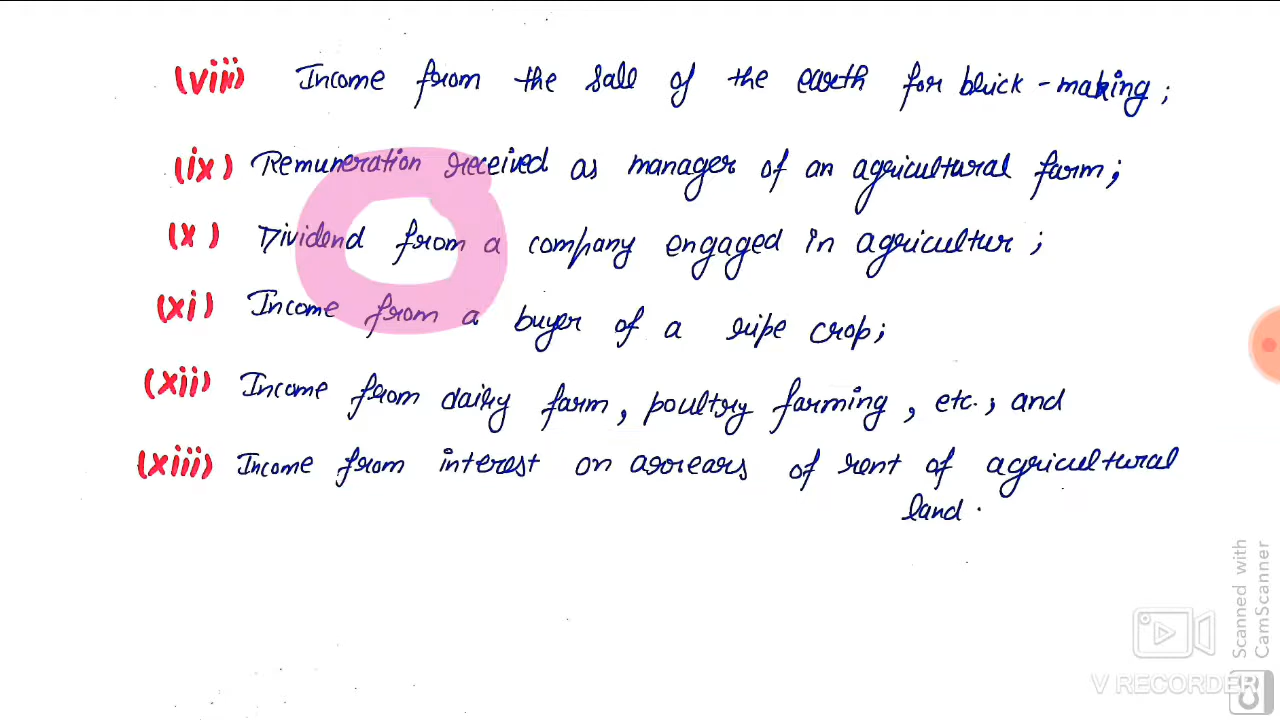 (viii) Income from the sale of the earth for brick-making;
(ix) Remuneration received as manager of an agricultural farm;
(x) Dividend from a company engaged in agricultur;
(xi) Income from a buyer of a ripe crop;
(xii) Income from dairy farm, poultry farming, etc.; and
(xiii) Income from interest on arrears of rent of agricultural
land.
Scanned with
CamScanner
V RECORDER